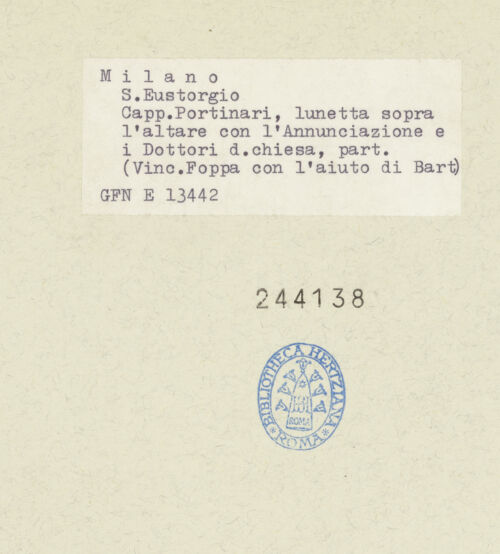 M i l a n o
S.Eustorgio
Capp.Portinari, lunetta sopra
l'altare con l'Annunciazione e
i Dottori d.chiesa, part.
(Vinc.Foppa con l'aiuto di Bart)
GFN E 13442
244138
BIBLIOTHECA HERTZIANA
ROMA
* ROMA *